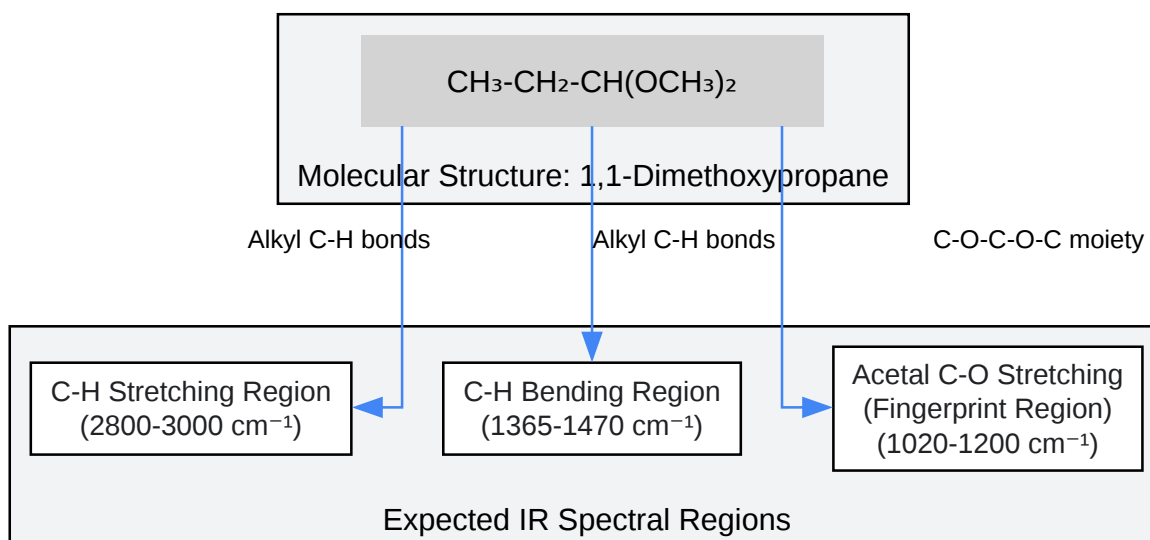 CH₃-CH₂-CH(OCH₃)₂
Molecular Structure: 1,1-Dimethoxypropane
Alkyl C-H bonds
Alkyl C-H bonds
C-O-C-O-C moiety
C-H Stretching Region
(2800-3000 cm⁻¹)
C-H Bending Region
(1365-1470 cm⁻¹)
Acetal C-O Stretching
(Fingerprint Region)
(1020-1200 cm⁻¹)
Expected IR Spectral Regions